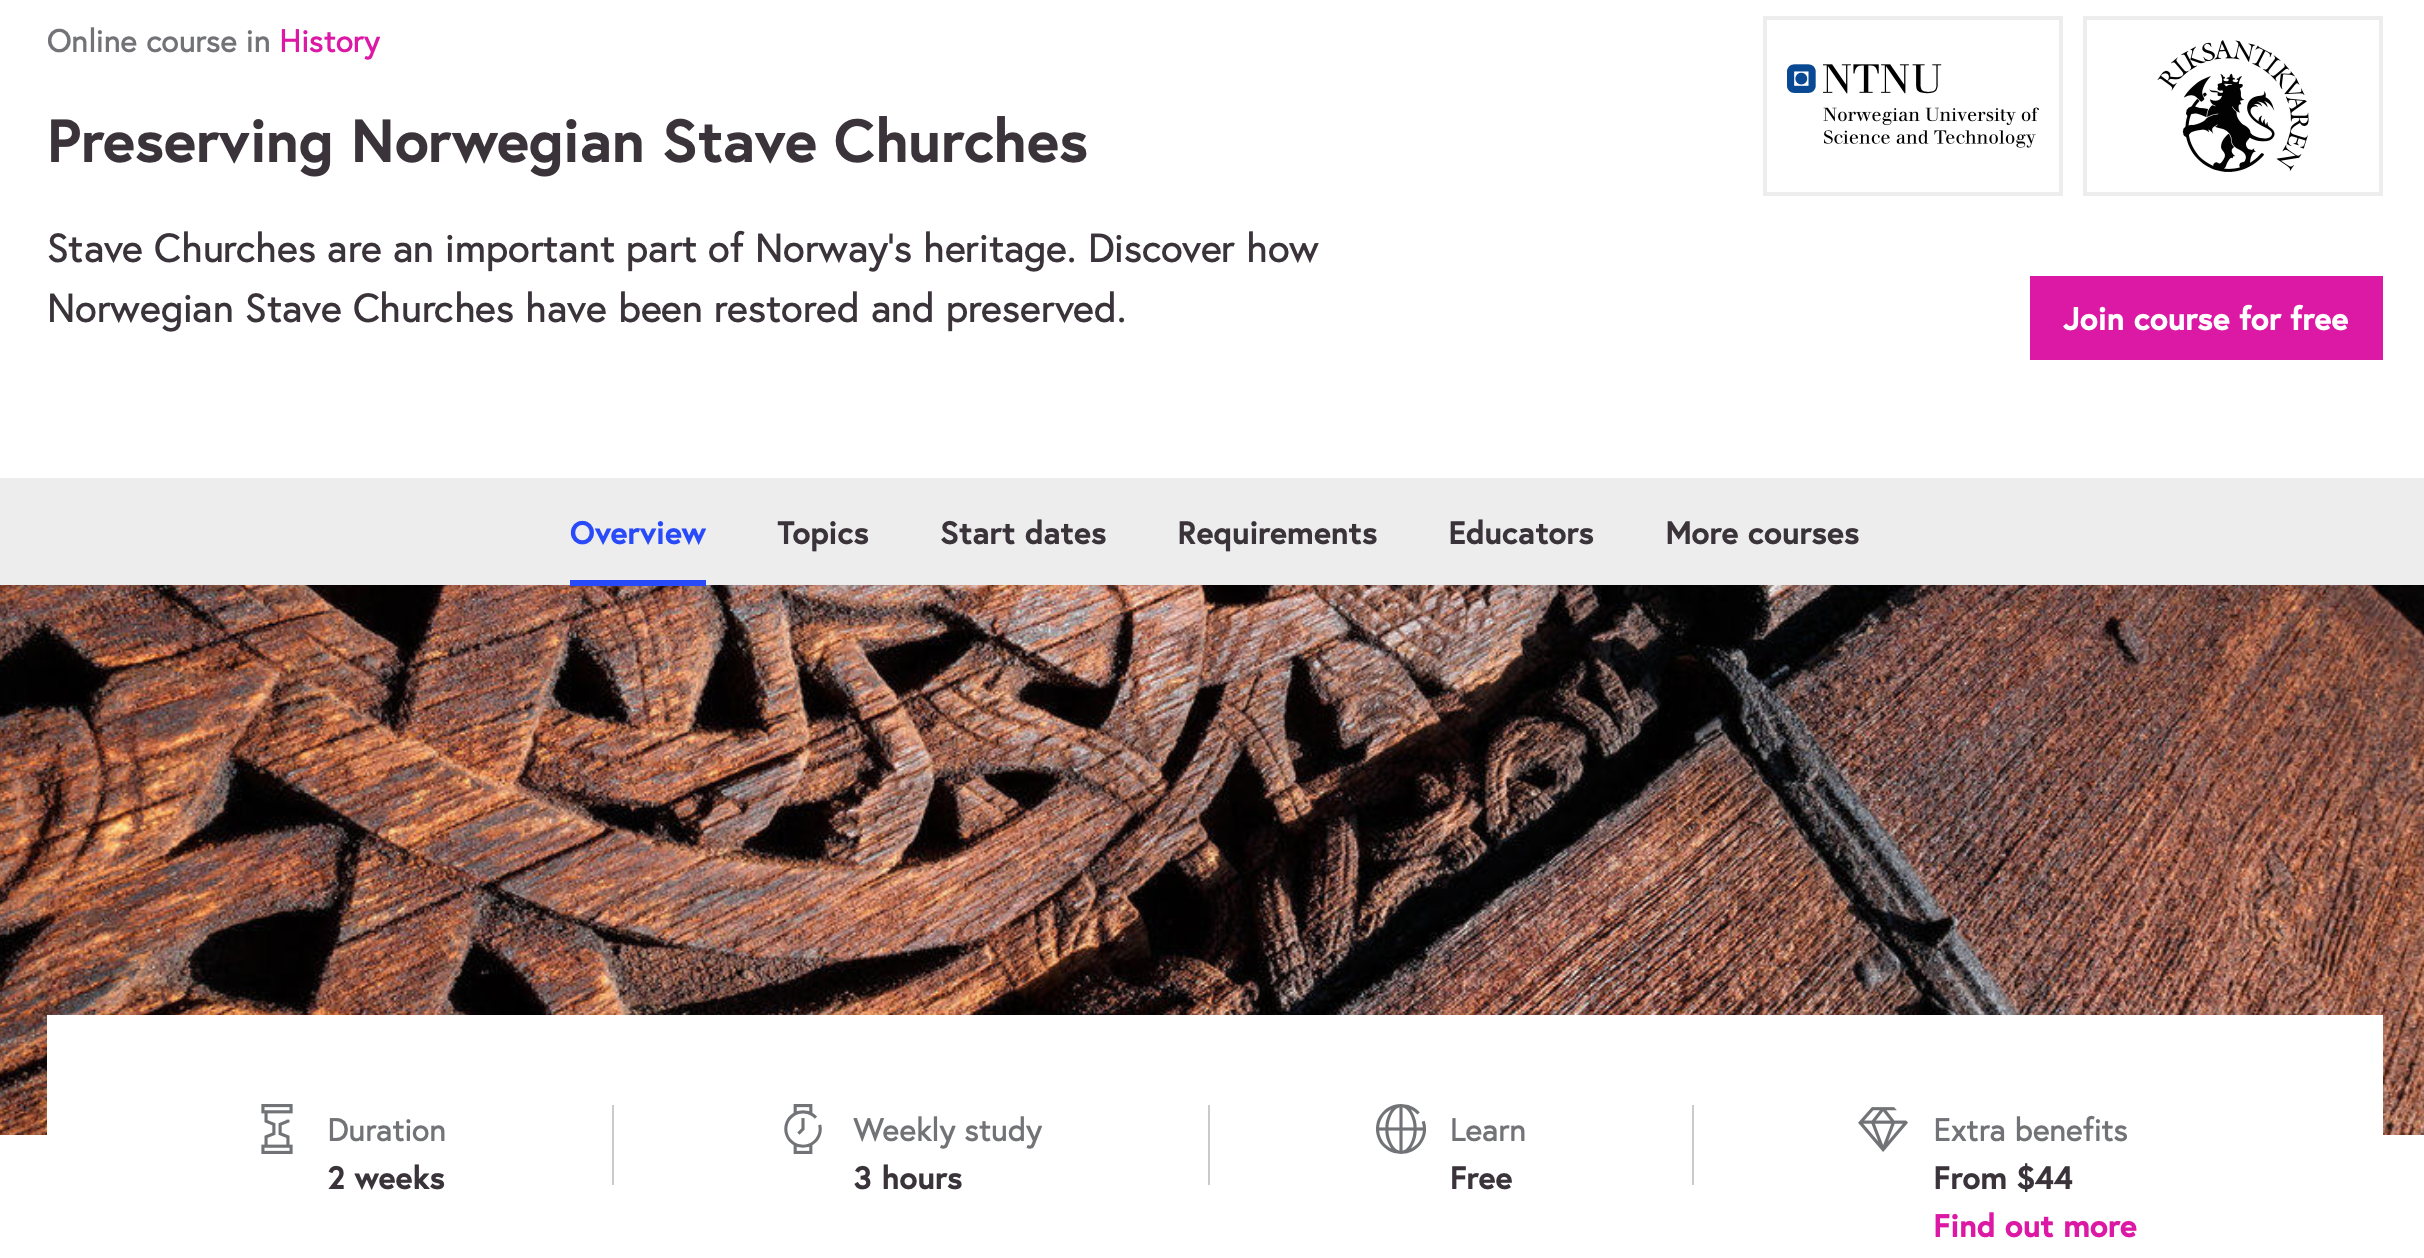 Online course in History
NTNU
Norwegian University of
Science and Technology
RIKSANTIKVAREN
Preserving Norwegian Stave Churches
Stave Churches are an important part of Norway's heritage. Discover how
Norwegian Stave Churches have been restored and preserved.
Join course for free
Overview Topics Start dates Requirements Educators More courses
Duration
2 weeks
Weekly study
3 hours
Learn
Free
Extra benefits
From $44
Find out more